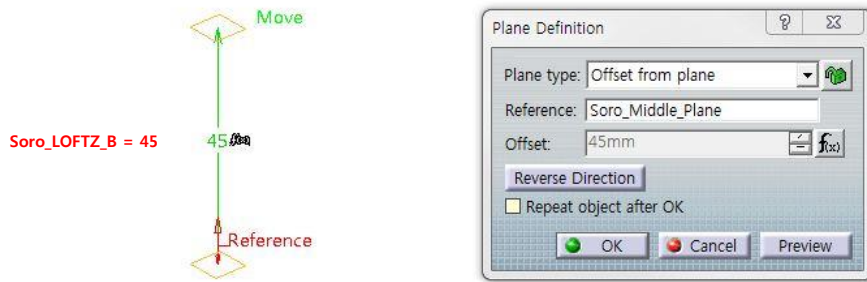 Move
Soro_LOFTZ_B = 45
45 f(x)
Reference
Plane Definition
?
Plane type: Offset from plane
Reference: Soro_Middle_Plane
Offset: 45mm
f(x)
Reverse Direction
Repeat object after OK
OK Cancel Preview